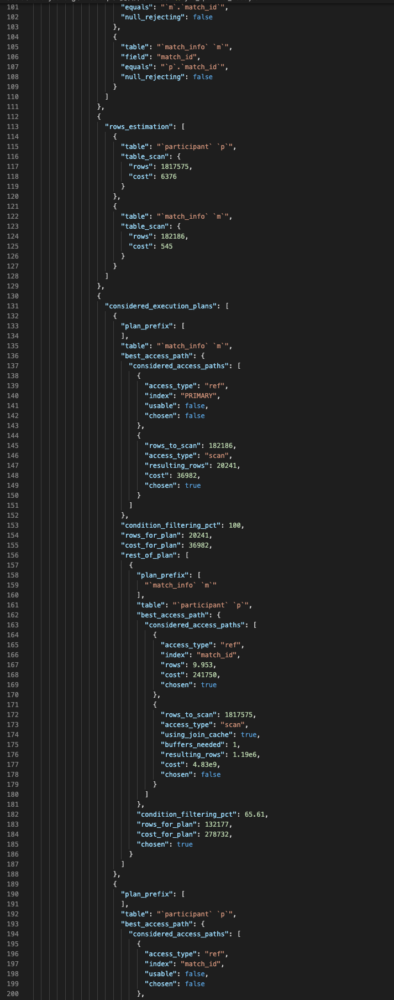 101 "equals": "`m`.`match_id`",
102 "null_rejecting": false
103 },
104 {
105 "table": "`match_info` `m`",
106 "field": "match_id",
107 "equals": "`p`.`match_id`",
108 "null_rejecting": false
109 }
110 ]
111 },
112 {
113 "rows_estimation": [
114 {
115 "table": "`participant` `p`",
116 "table_scan": {
117 "rows": 1817575,
118 "cost": 6376
119 }
120 },
121 {
122 "table": "`match_info` `m`",
123 "table_scan": {
124 "rows": 182186,
125 "cost": 545
126 }
127 }
128 ]
129 },
130 {
131 "considered_execution_plans": [
132 {
133 "plan_prefix": [
134 ],
135 "table": "`match_info` `m`",
136 "best_access_path": {
137 "considered_access_paths": [
138 {
139 "access_type": "ref",
140 "index": "PRIMARY",
141 "usable": false,
142 "chosen": false
143 },
144 {
145 "rows_to_scan": 182186,
146 "access_type": "scan",
147 "resulting_rows": 20241,
148 "cost": 36982,
149 "chosen": true
150 }
151 ]
152 },
153 "condition_filtering_pct": 100,
154 "rows_for_plan": 20241,
155 "cost_for_plan": 36982,
156 "rest_of_plan": [
157 {
158 "plan_prefix": [
159 "`match_info` `m`"
160 ],
161 "table": "`participant` `p`",
162 "best_access_path": {
163 "considered_access_paths": [
164 {
165 "access_type": "ref",
166 "index": "match_id",
167 "rows": 9.953,
168 "cost": 241750,
169 "chosen": true
170 },
171 {
172 "rows_to_scan": 1817575,
173 "access_type": "scan",
174 "using_join_cache": true,
175 "buffers_needed": 1,
176 "resulting_rows": 1.19e6,
177 "cost": 4.83e9,
178 "chosen": false
179 }
180 ]
181 },
182 "condition_filtering_pct": 65.61,
183 "rows_for_plan": 132177,
184 "cost_for_plan": 278732,
185 "chosen": true
186 }
187 ]
188 },
189 {
190 "plan_prefix": [
191 ],
192 "table": "`participant` `p`",
193 "best_access_path": {
194 "considered_access_paths": [
195 {
196 "access_type": "ref",
197 "index": "match_id",
198 "usable": false,
199 "chosen": false
200 },